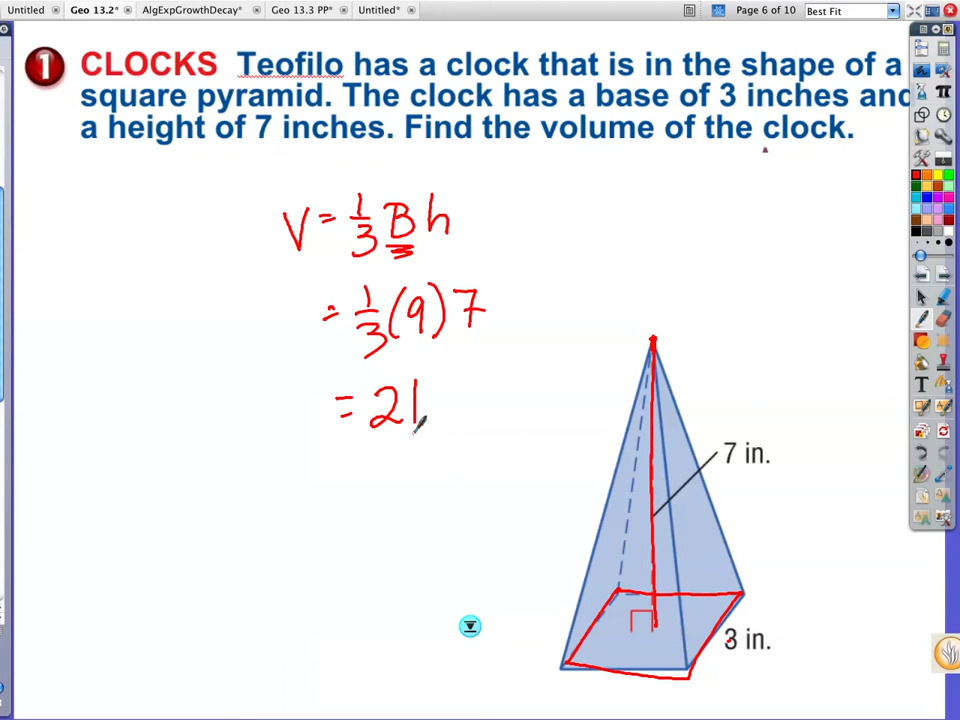 Untitled Geo 13.2* AlgExpGrowthDecay* Geo 13.3 PP* Untitled* Page 6 of 10 Best Fit
1 CLOCKS Teofilo has a clock that is in the shape of a
square pyramid. The clock has a base of 3 inches and
a height of 7 inches. Find the volume of the clock.
V = 1/3 B h
= 1/3 (9) 7
= 21
7 in.
3 in.